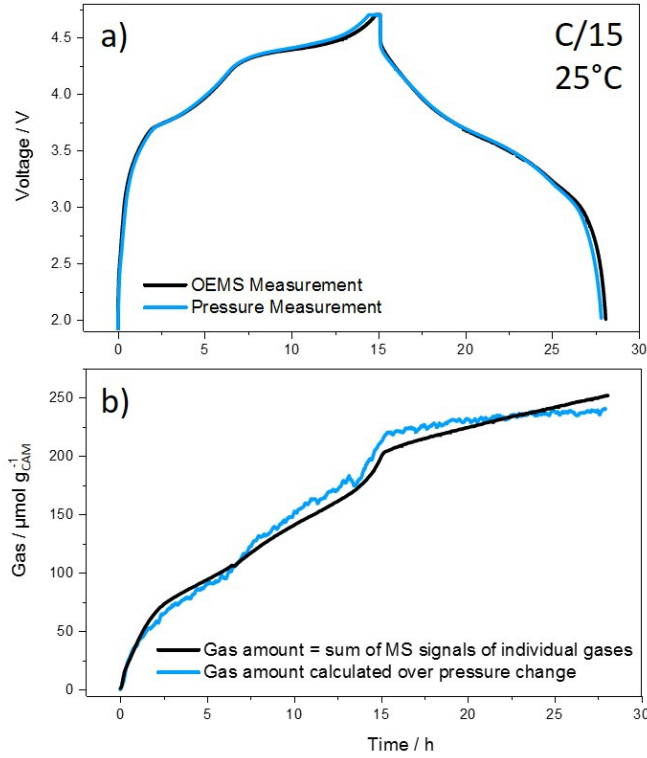 a)
C/15
25°C
4.5
4.0
3.5
3.0
2.5
2.0
Voltage / V
OEMS Measurement
Pressure Measurement
0 5 10 15 20 25 30
b)
250
200
150
100
50
0
Gas / µmol g⁻¹CAM
Gas amount = sum of MS signals of individual gases
Gas amount calculated over pressure change
0 5 10 15 20 25 30
Time / h